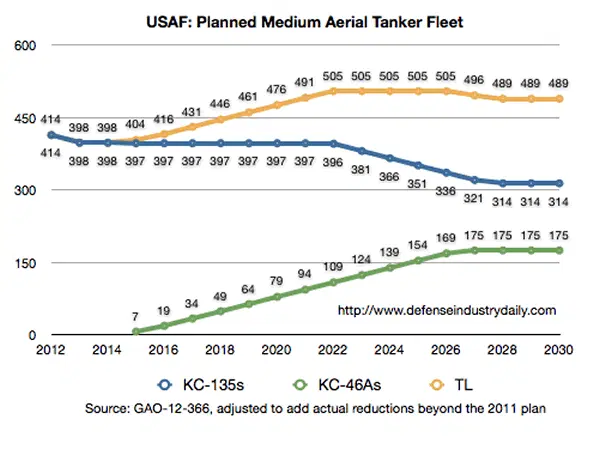 USAF: Planned Medium Aerial Tanker Fleet
600
505 505 505 505 505 496 489 489 489
491
476
461
446
431
414 398 398 404 416
450
414 398 398 397 397 397 397 397 397 397 396
381
366
351
336
321 314 314 314
300
175 175 175 175
169
154
139
124
109
94
79
64
49
34
19
7
150
http://www.defenseindustrydaily.com
0
2012 2014 2016 2018 2020 2022 2024 2026 2028 2030
KC-135s KC-46As TL
Source: GAO-12-366, adjusted to add actual reductions beyond the 2011 plan